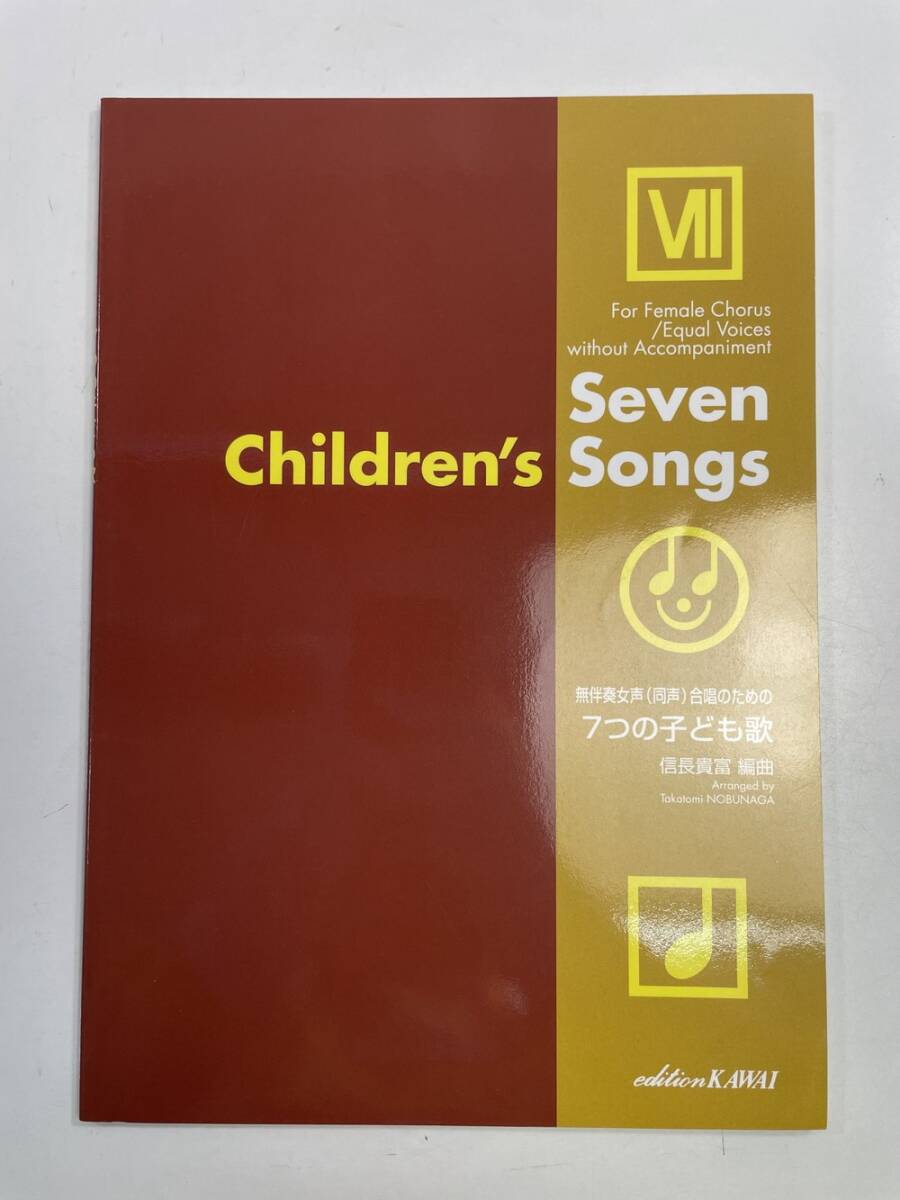 VII
For Female Chorus
/Equal Voices
without Accompaniment
Seven
Children's Songs
無伴奏女声(同声)合唱のための
7つの子ども歌
信長貴富 編曲
Arranged by
Takatomi NOBUNAGA
edition KAWAI